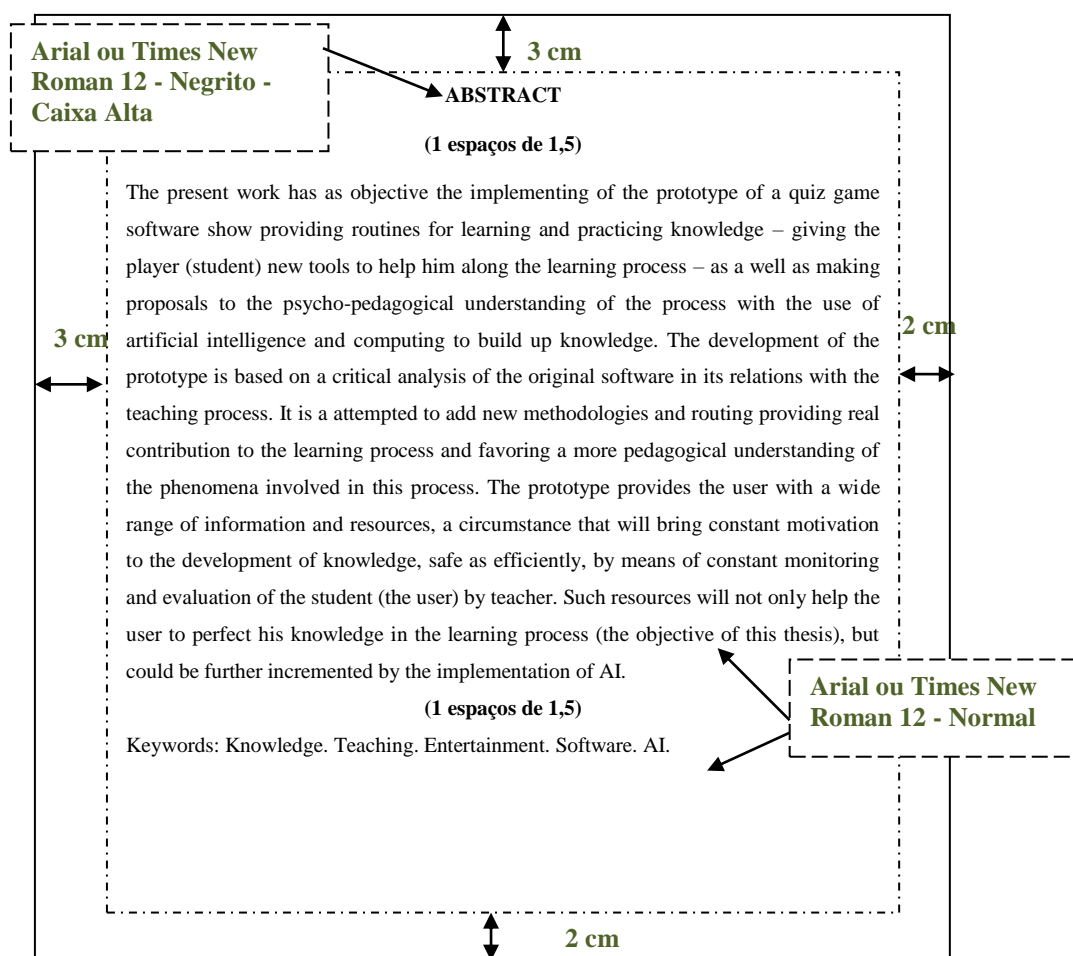 Arial ou Times New
Roman 12 - Negrito -
Caixa Alta
3 cm
ABSTRACT
(1 espaços de 1,5)
The present work has as objective the implementing of the prototype of a quiz game
software show providing routines for learning and practicing knowledge – giving the
player (student) new tools to help him along the learning process – as a well as making
proposals to the psycho-pedagogical understanding of the process with the use of
artificial intelligence and computing to build up knowledge. The development of the
3 cm
2 cm
prototype is based on a critical analysis of the original software in its relations with the
teaching process. It is a attempted to add new methodologies and routing providing real
contribution to the learning process and favoring a more pedagogical understanding of
the phenomena involved in this process. The prototype provides the user with a wide
range of information and resources, a circumstance that will bring constant motivation
to the development of knowledge, safe as efficiently, by means of constant monitoring
and evaluation of the student (the user) by teacher. Such resources will not only help the
user to perfect his knowledge in the learning process (the objective of this thesis), but
could be further incremented by the implementation of AI.
Arial ou Times New
Roman 12 - Normal
(1 espaços de 1,5)
Keywords: Knowledge. Teaching. Entertainment. Software. AI.
2 cm